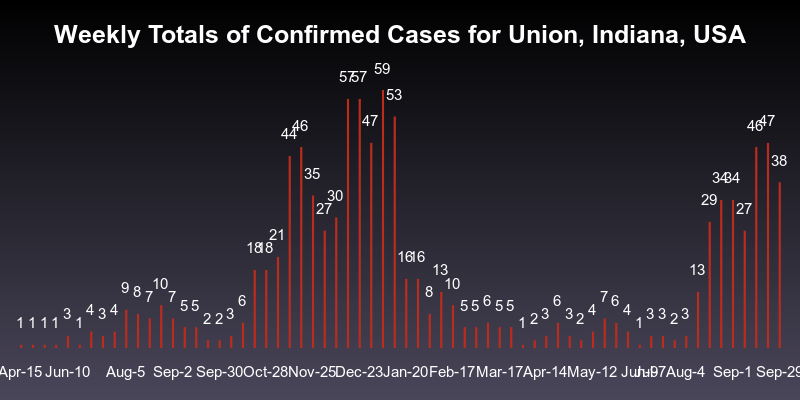 Weekly Totals of Confirmed Cases for Union, Indiana, USA
1 1 1 1 3 1 4 3 4 9 8 7 10 7 5 5 2 2 3 6 18 18 21 44 46 35 27 30 57 57 47 59 53 16 16 8 13 10 5 5 6 5 5 1 2 3 6 3 2 4 7 6 4 1 3 3 2 3 13 29 34 34 27 46 47 38
Apr-15 Jun-10 Aug-5 Sep-2 Sep-30 Oct-28 Nov-25 Dec-23 Jan-20 Feb-17 Mar-17 Apr-14 May-12 Jun-9 Jul-7 Aug-4 Sep-1 Sep-29